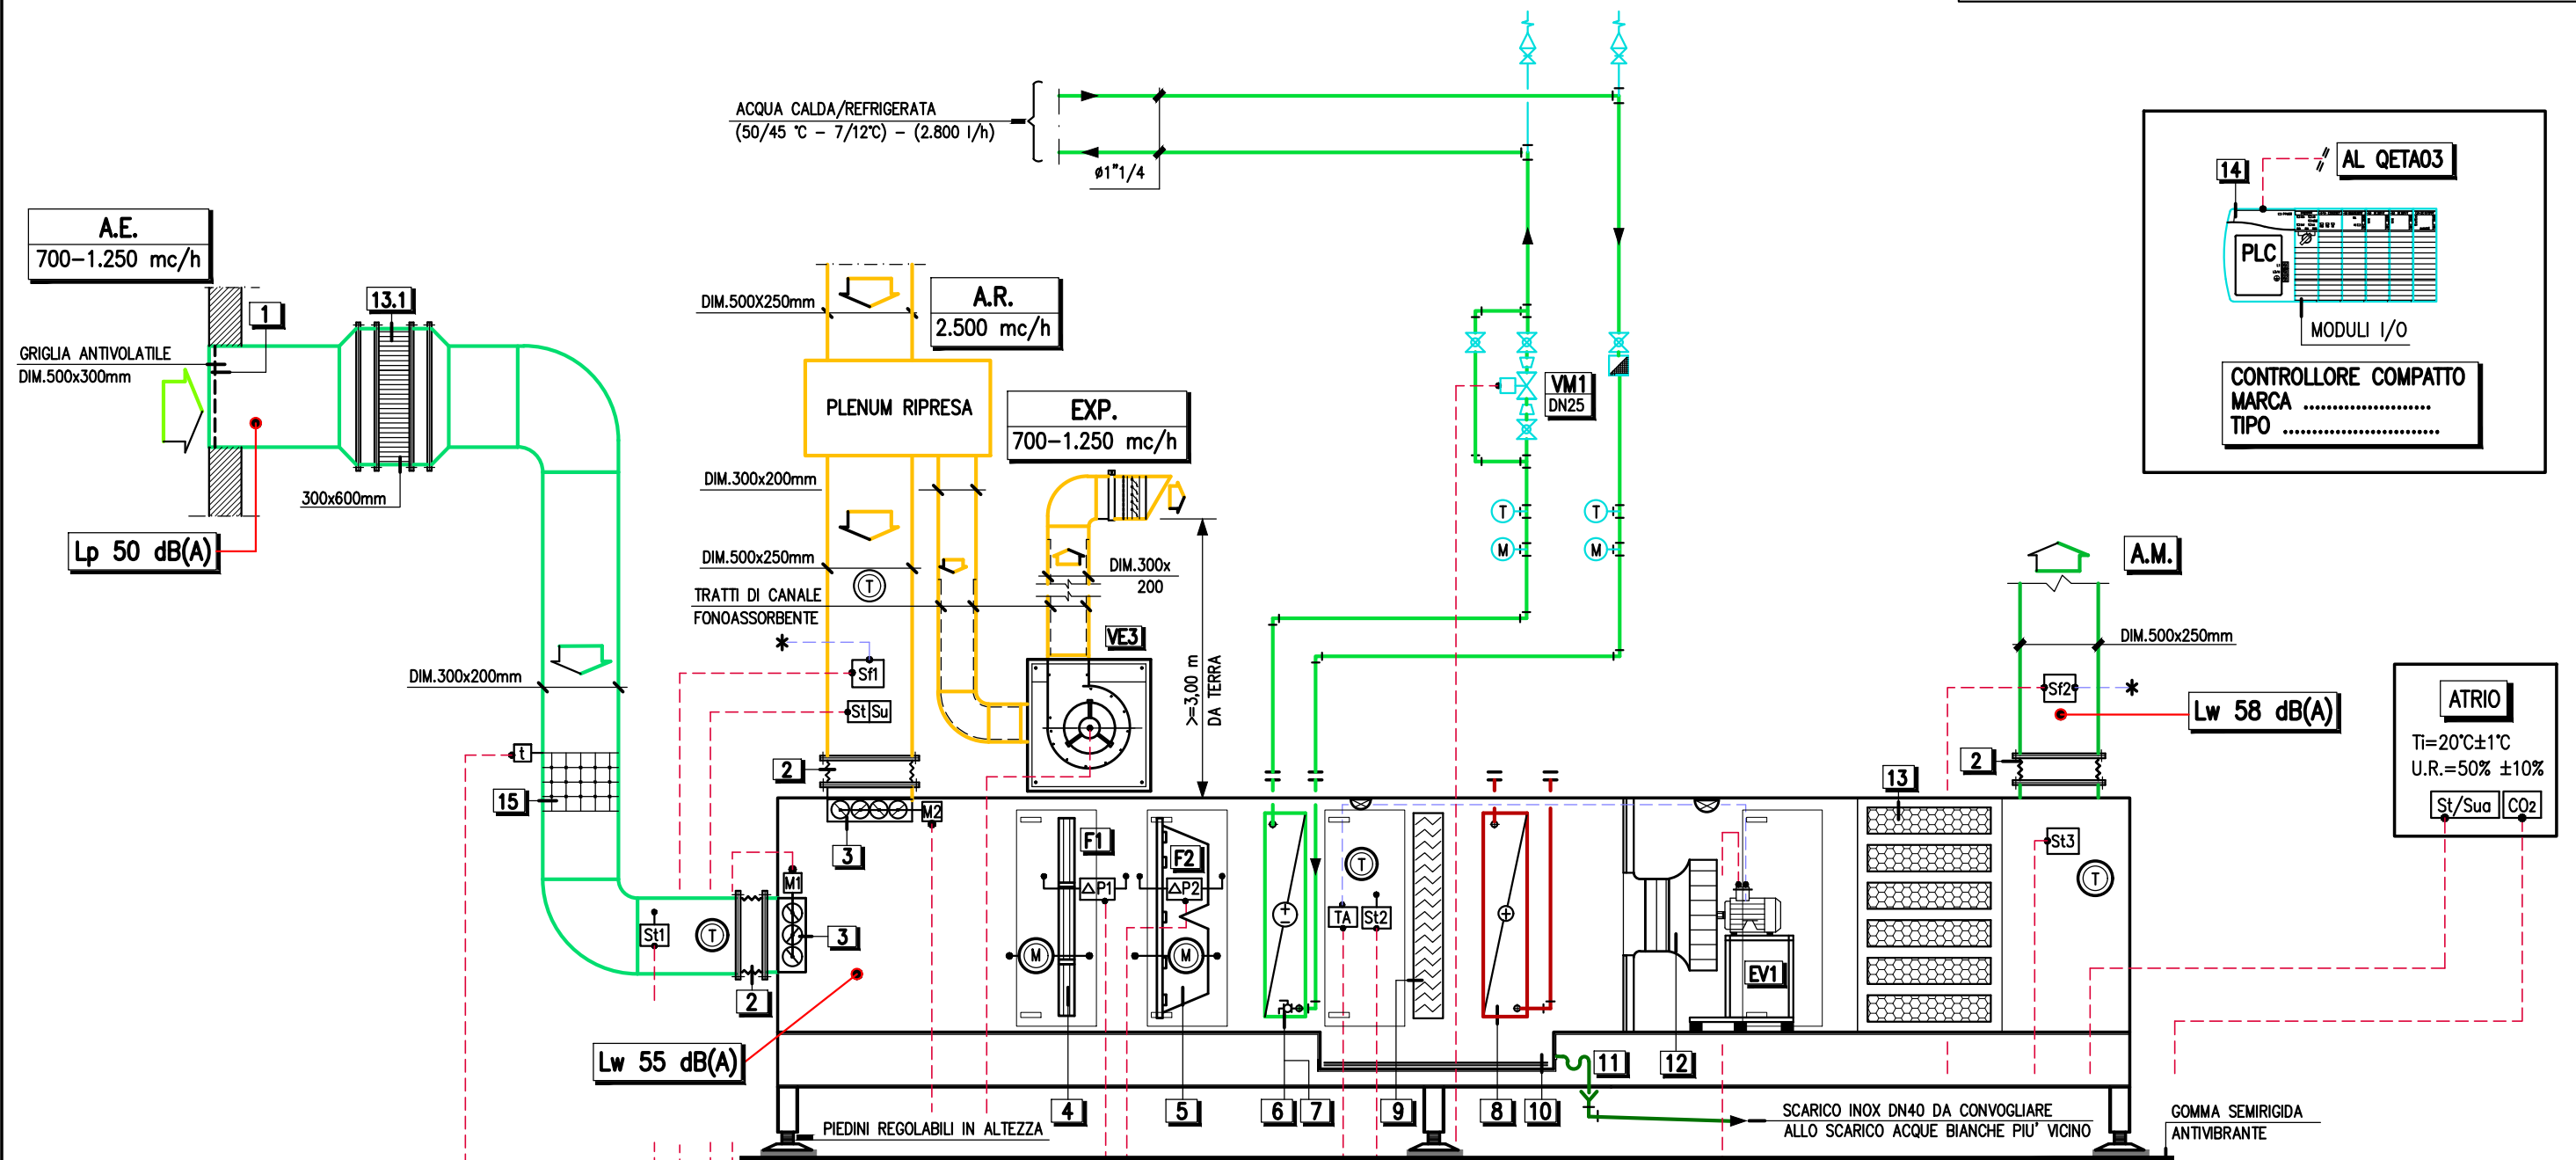 ACQUA CALDA/REFRIGERATA
(50/45 °C - 7/12°C) - (2.800 l/h)
ø1"1/4
A.E.
700-1.250 mc/h
13.1
1
GRIGLIA ANTIVOLATILE
DIM.500x300mm
300x600mm
Lp 50 dB(A)
DIM.500X250mm
A.R.
2.500 mc/h
PLENUM RIPRESA
EXP.
700-1.250 mc/h
DIM.300x200mm
DIM.500x250mm
T
DIM.300x
200
TRATTI DI CANALE
FONOASSORBENTE
VE3
*
Sf1
St Su
>=3,00 m
DA TERRA
DIM.300x200mm
t
15
2
VM1
DN25
T
T
M
M
14
AL QETA03
PLC
MODULI I/O
CONTROLLORE COMPATTO
MARCA ......................
TIPO ...........................
A.M.
DIM.500x250mm
Sf2
*
Lw 58 dB(A)
2
13
ATRIO
Ti=20°C±1°C
U.R.=50% ±10%
St/Sua
CO2
M2
3
M1
3
St1
T
2
F1
△P1
M
F2
△P2
M
T
TA
St2
EV1
St3
T
Lw 55 dB(A)
4
5
6
7
9
8
10
11
12
PIEDINI REGOLABILI IN ALTEZZA
SCARICO INOX DN40 DA CONVOGLIARE
ALLO SCARICO ACQUE BIANCHE PIU' VICINO
GOMMA SEMIRIGIDA
ANTIVIBRANTE